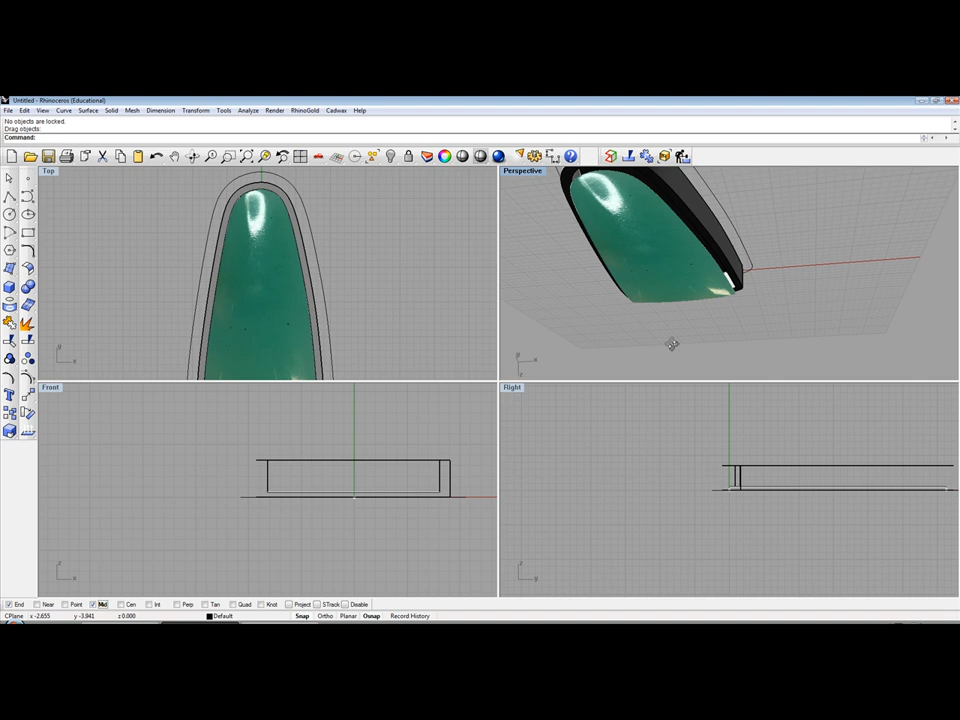 Untitled - Rhinoceros (Educational)
File Edit View Curve Surface Solid Mesh Dimension Transform Tools Analyze Render RhinoGold Cadwax Help
No objects are locked.
Drag objects:
Command:
Top
Perspective
y
x
y
x
z
Front
Right
z
x
z
y
End Near Point Mid Cen Int Perp Tan Quad Knot Project STrack Disable
CPlane x -2.655 y -3.941 z 0.000 Default Snap Ortho Planar Osnap Record History